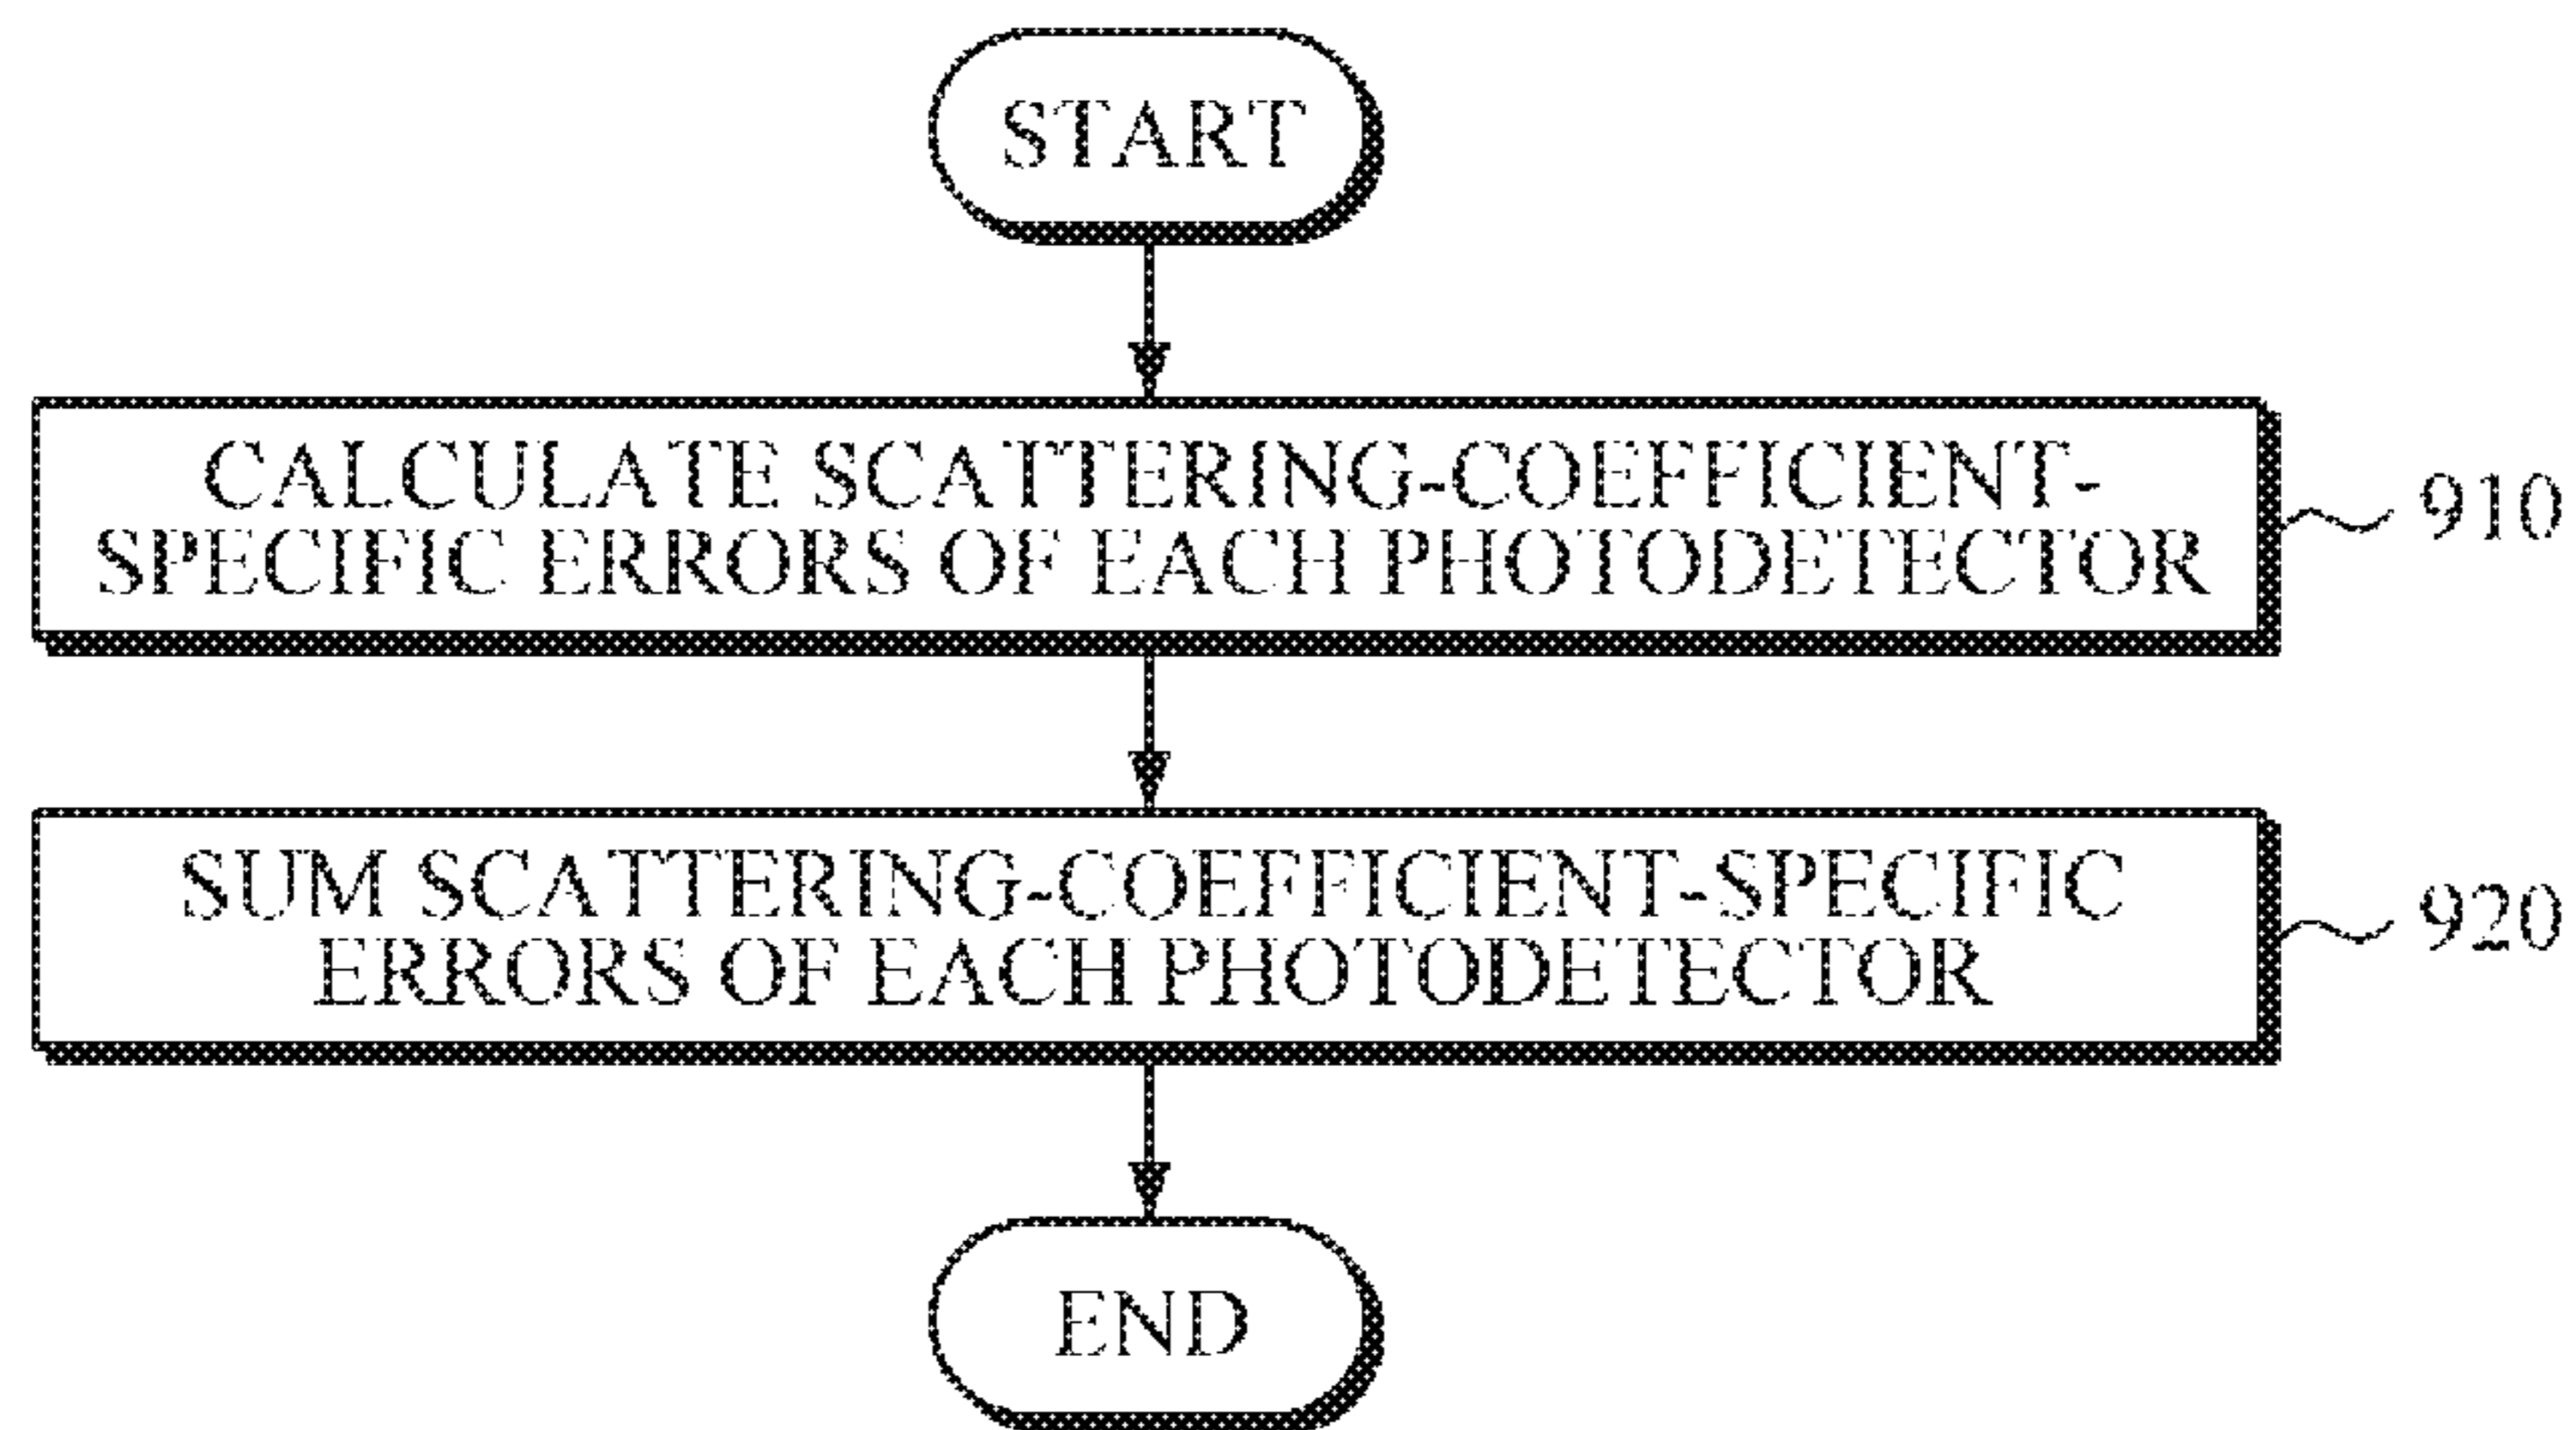 START
CALCULATE SCATTERING-COEFFICIENT-
SPECIFIC ERRORS OF EACH PHOTODETECTOR
910
SUM SCATTERING-COEFFICIENT-SPECIFIC
ERRORS OF EACH PHOTODETECTOR
920
END